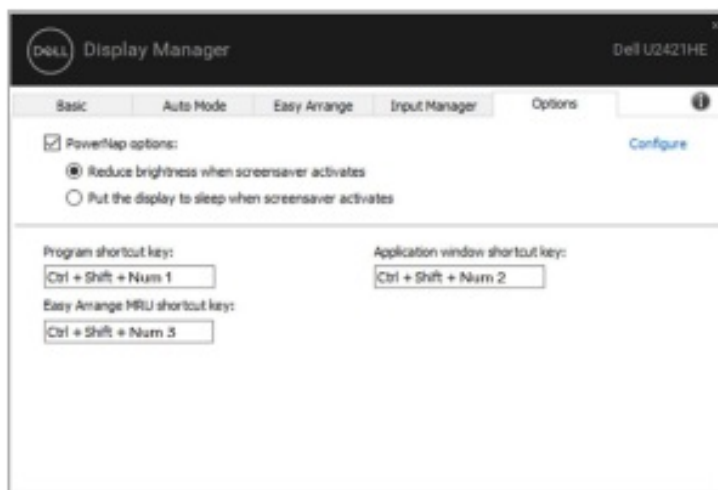 DELL Display Manager
Dell U2421HE
Basic Auto Mode Easy Arrange Input Manager Options
PowerNap options:
Configure
Reduce brightness when screensaver activates
Put the display to sleep when screensaver activates
Program shortcut key:
Application window shortcut key:
Ctrl + Shift + Num 1
Ctrl + Shift + Num 2
Easy Arrange MRU shortcut key:
Ctrl + Shift + Num 3